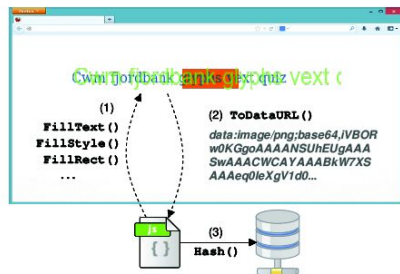 Cwm fjordbank glyphs vext quiz
(1)
FillText()
FillStyle()
FillRect()
...
(2) ToDataURL()
data:image/png;base64,iVBOR
w0KGgoAAAANSUhEUgAAA
SwAAACWCAYAAABkW7XS
AAAeq0leXgV1d0...
js
{ }
(3)
Hash()